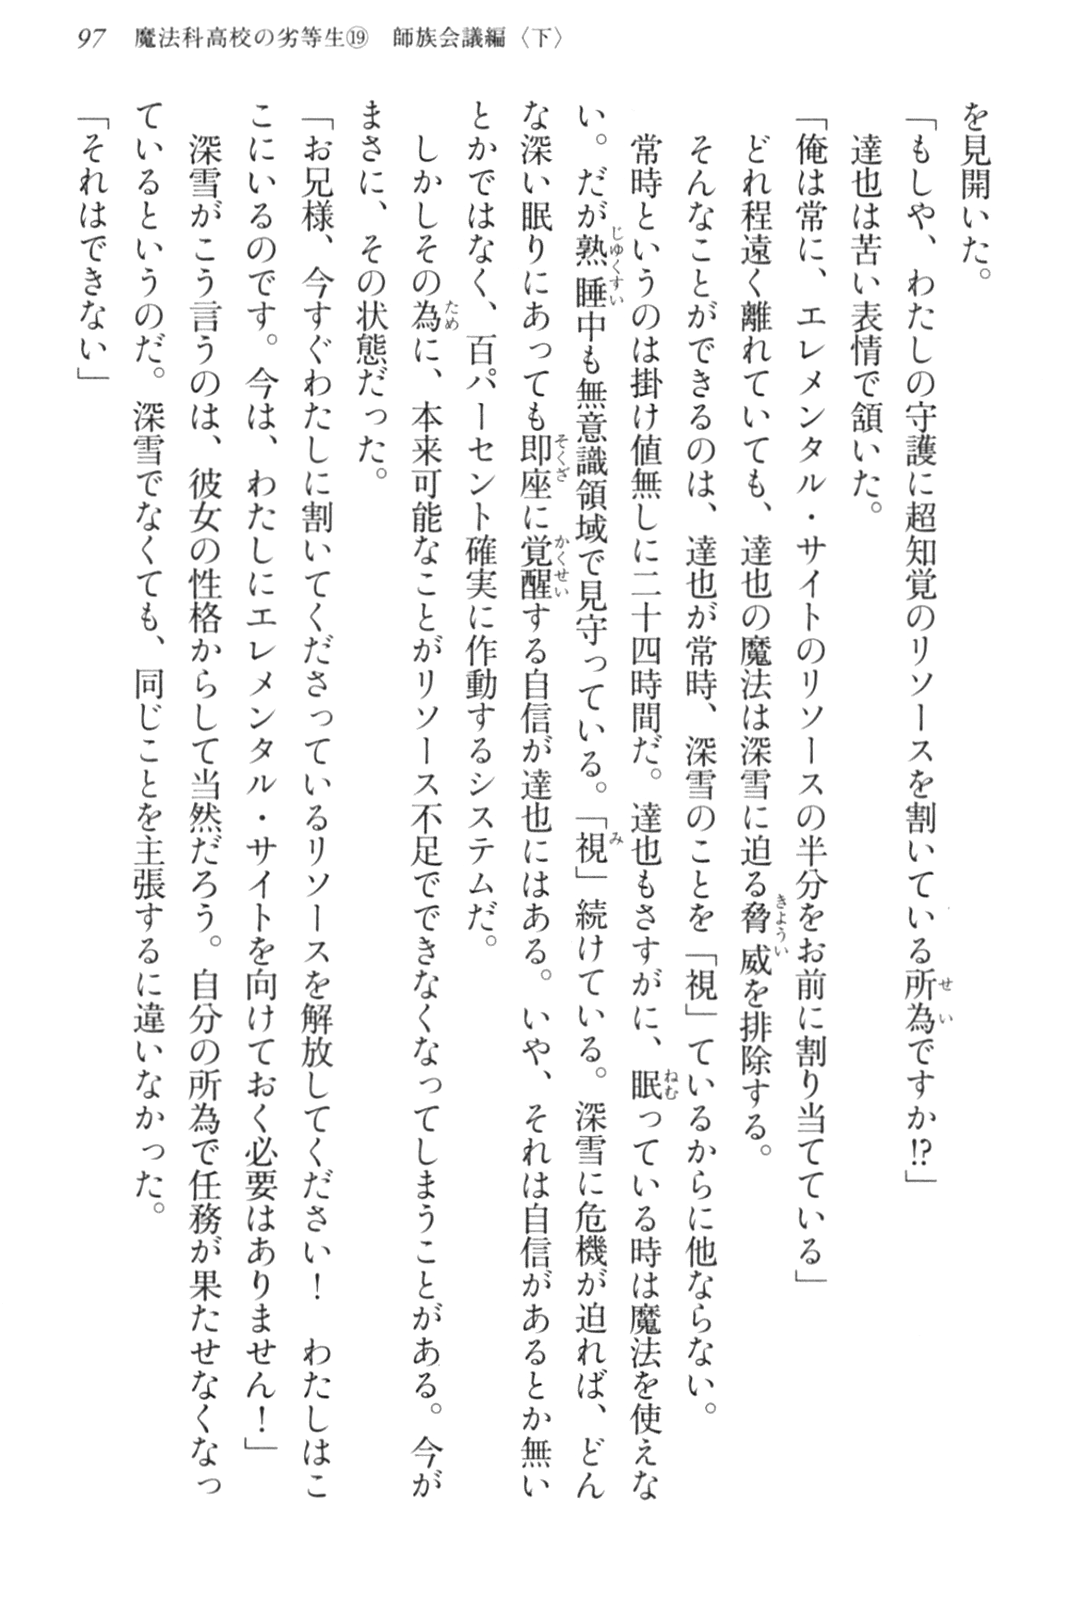 97　魔法科高校の劣等生⑲　師族会議編〈下〉
を見開いた。
「もしや、わたしの守護に超知覚のリソースを割いている所為ですか!?」
達也は苦い表情で頷いた。
「俺は常に、エレメンタル・サイトのリソースの半分をお前に割り当てている」
どれ程遠く離れていても、達也の魔法は深雪に迫る脅威を排除する。
そんなことができるのは、達也が常時、深雪のことを「視」ているからに他ならない。
常時というのは掛け値無しに二十四時間だ。達也もさすがに、眠っている時は魔法を使えな
い。だが熟睡中も無意識領域で見守っている。「視」続けている。深雪に危機が迫れば、どん
な深い眠りにあっても即座に覚醒する自信が達也にはある。いや、それは自信があるとか無い
とかではなく、百パーセント確実に作動するシステムだ。
しかしその為に、本来可能なことがリソース不足でできなくなってしまうことがある。今が
まさに、その状態だった。
「お兄様、今すぐわたしに割いてくださっているリソースを解放してください！　わたしはこ
こにいるのです。今は、わたしにエレメンタル・サイトを向けておく必要はありません！」
深雪がこう言うのは、彼女の性格からして当然だろう。自分の所為で任務が果たせなくなっ
ているというのだ。深雪でなくても、同じことを主張するに違いなかった。
「それはできない」